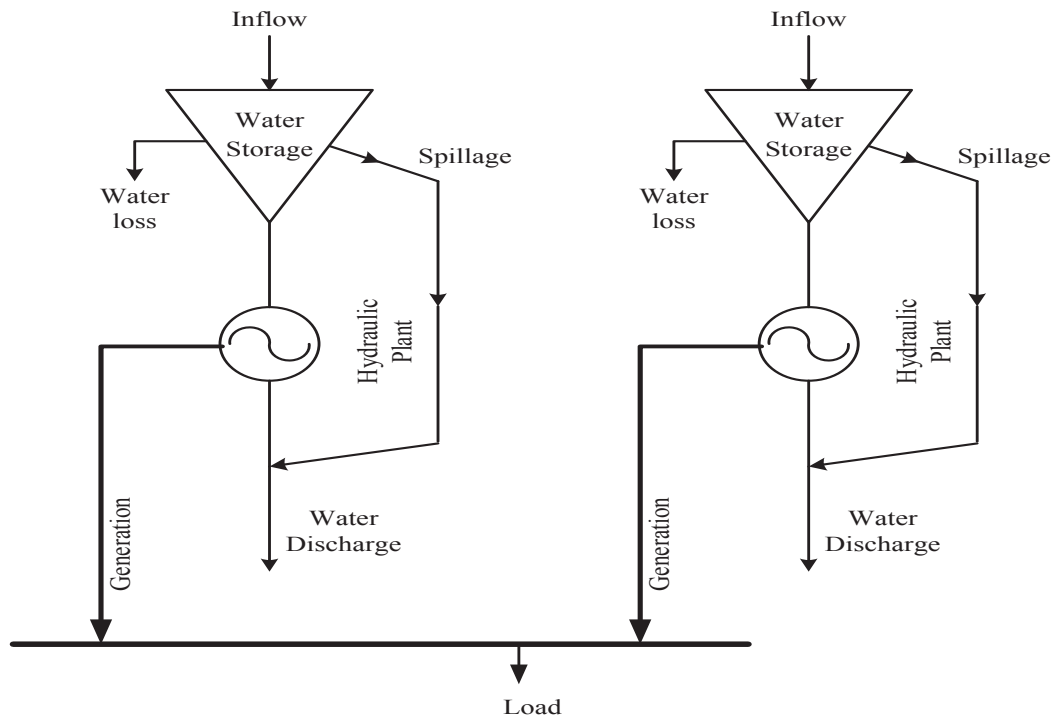 Inflow
Water
Storage
Spillage
Water
loss
Hydraulic
Plant
Generation
Water
Discharge
Inflow
Water
Storage
Spillage
Water
loss
Hydraulic
Plant
Generation
Water
Discharge
Load